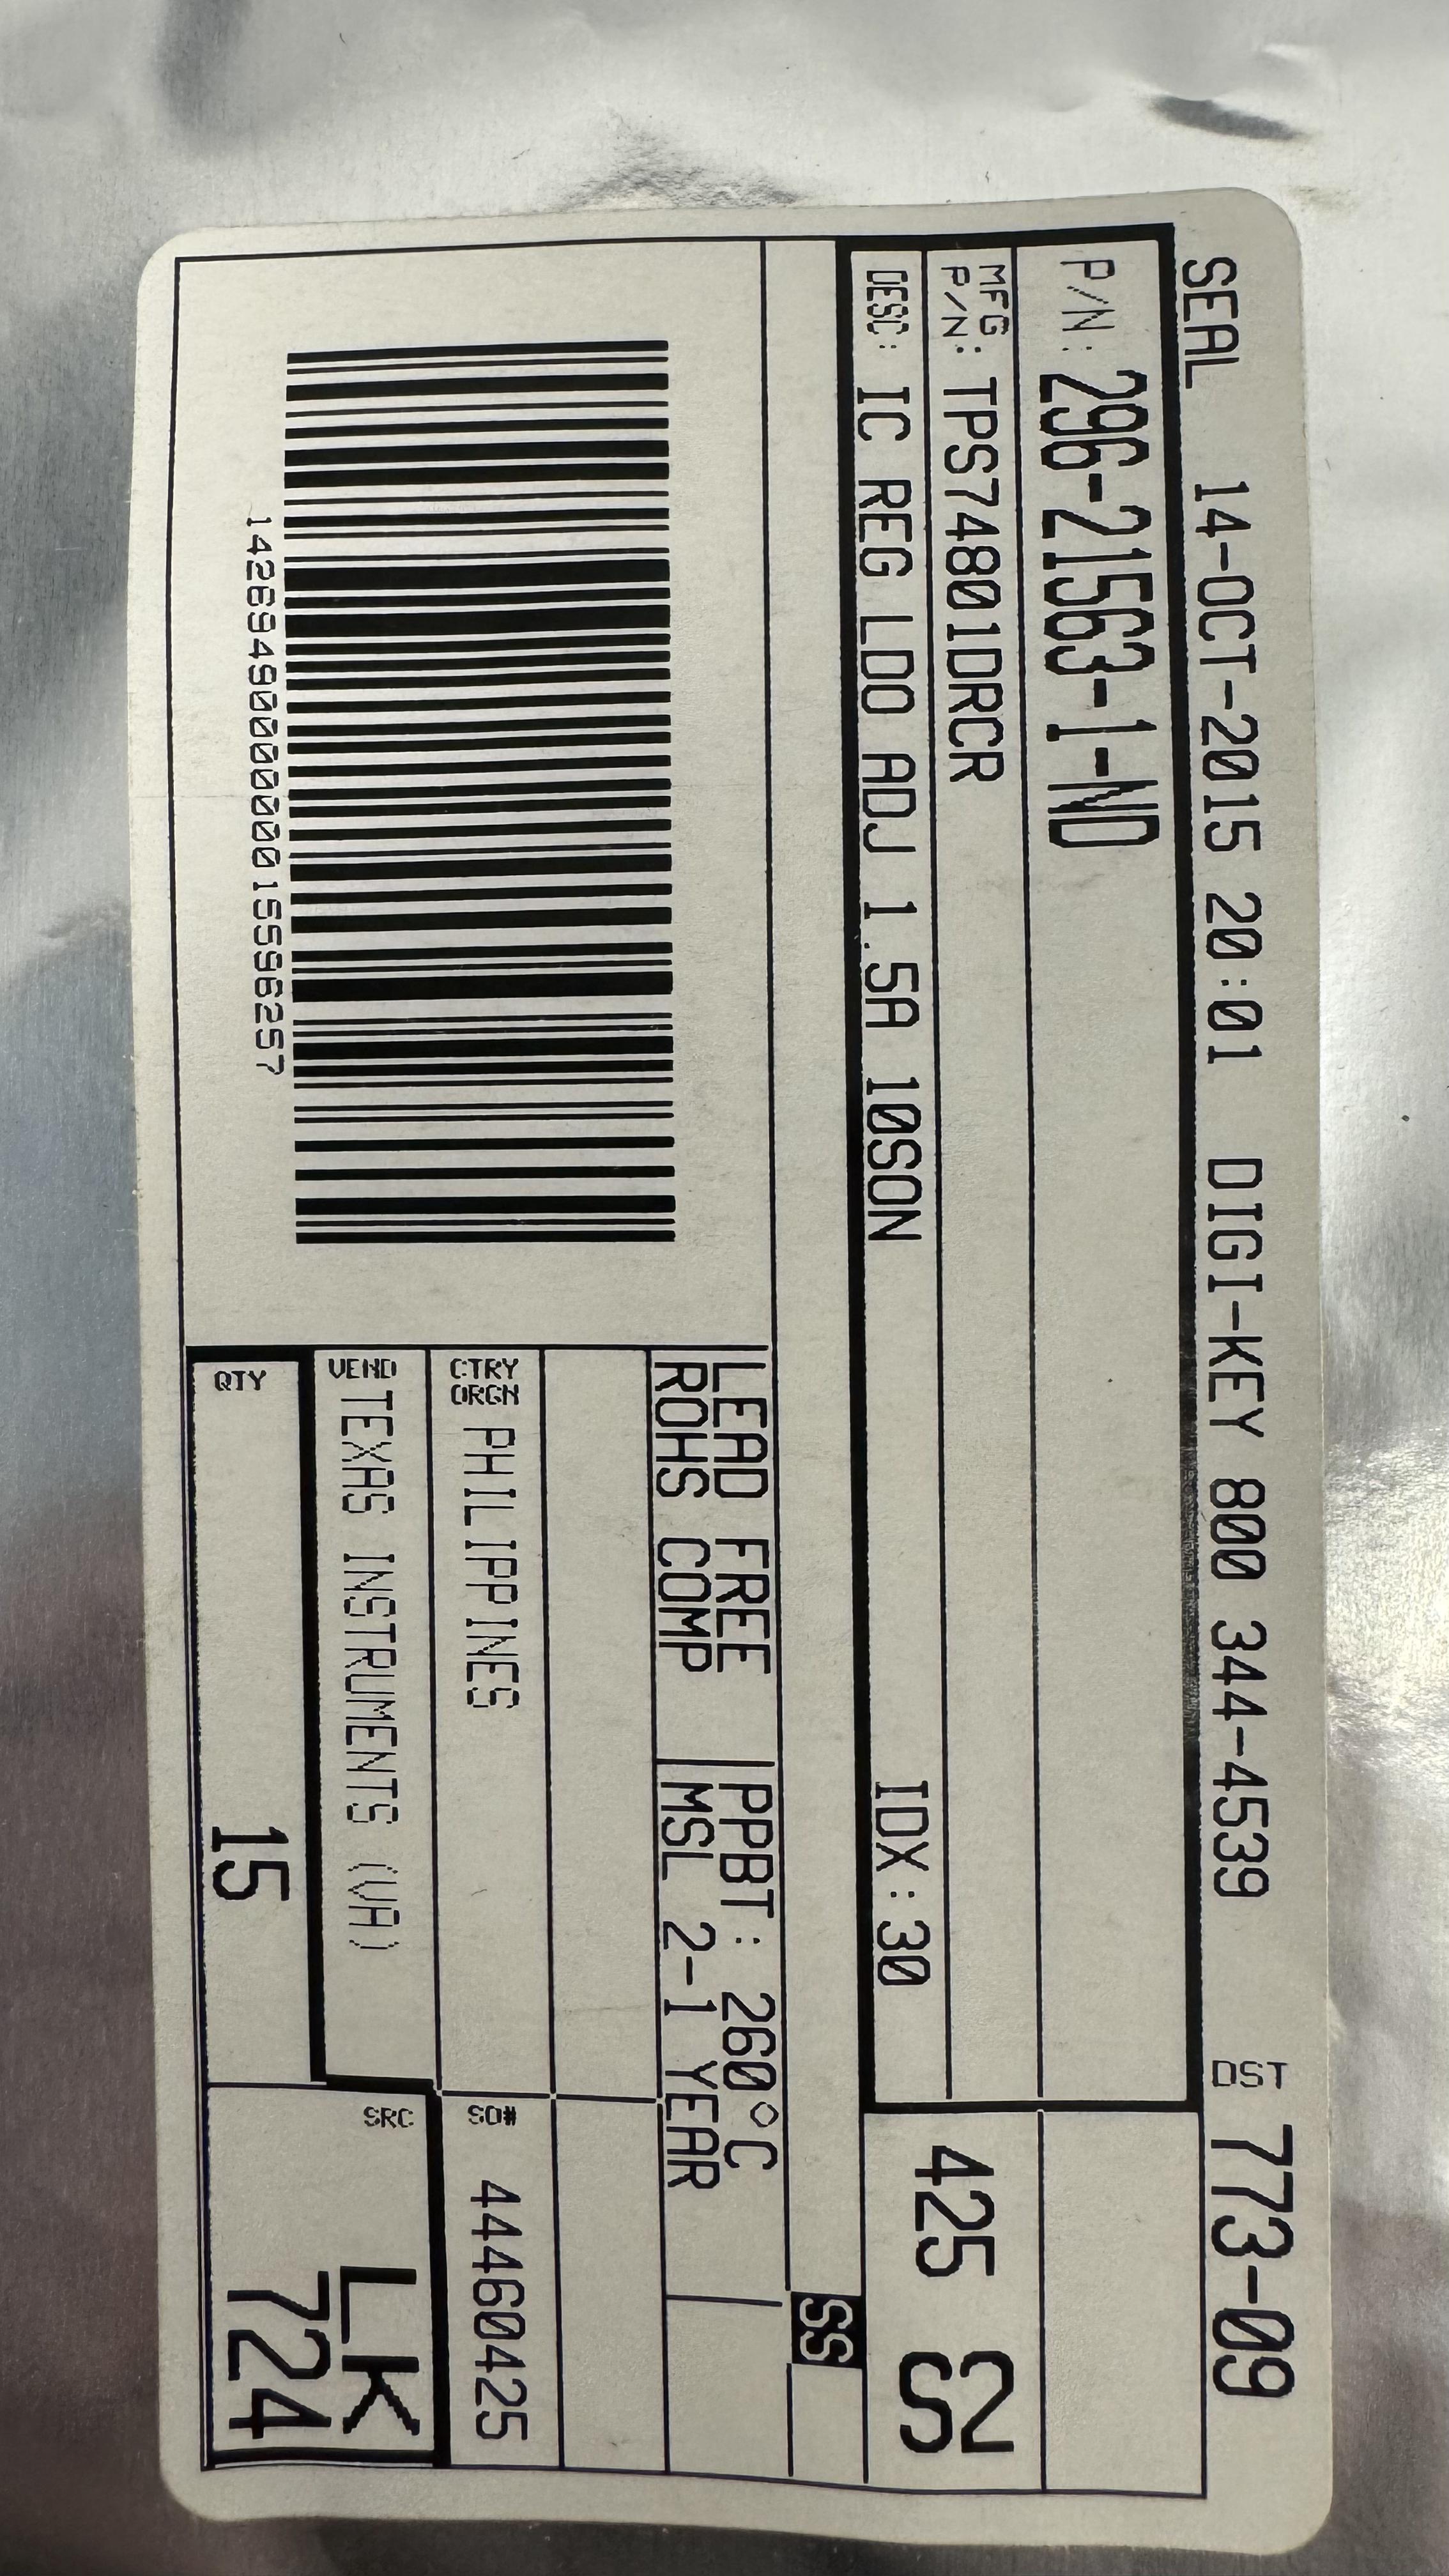 SEAL 14-OCT-2015 20:01 DIGI-KEY 800 344-4539 DST 773-09
P/N: 296-21563-1-ND
MFG P/N: TPS74801DRCR
425 2S
DESC: IC REG LDO ADJ 1.5A 10SON IDX:30
SS
LEAD FREE PPBT: 260°C
ROHS COMP MSL 2-1 YEAR
CTRY ORGN PHILIPPINES SO# 44460425
VEND TEXAS INSTRUMENTS (VA)
SRC LK 724
QTY 15
1426949000000015596257